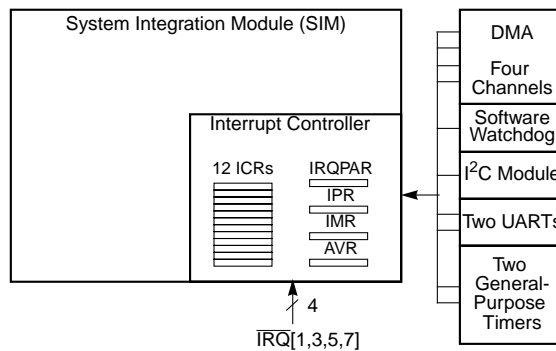 System Integration Module (SIM)
Interrupt Controller
12 ICRs
IRQPAR
IPR
IMR
AVR
4
IRQ[1,3,5,7]
DMA
Four
Channels
Software
Watchdog
I²C Module
Two UARTs
Two
General-
Purpose
Timers